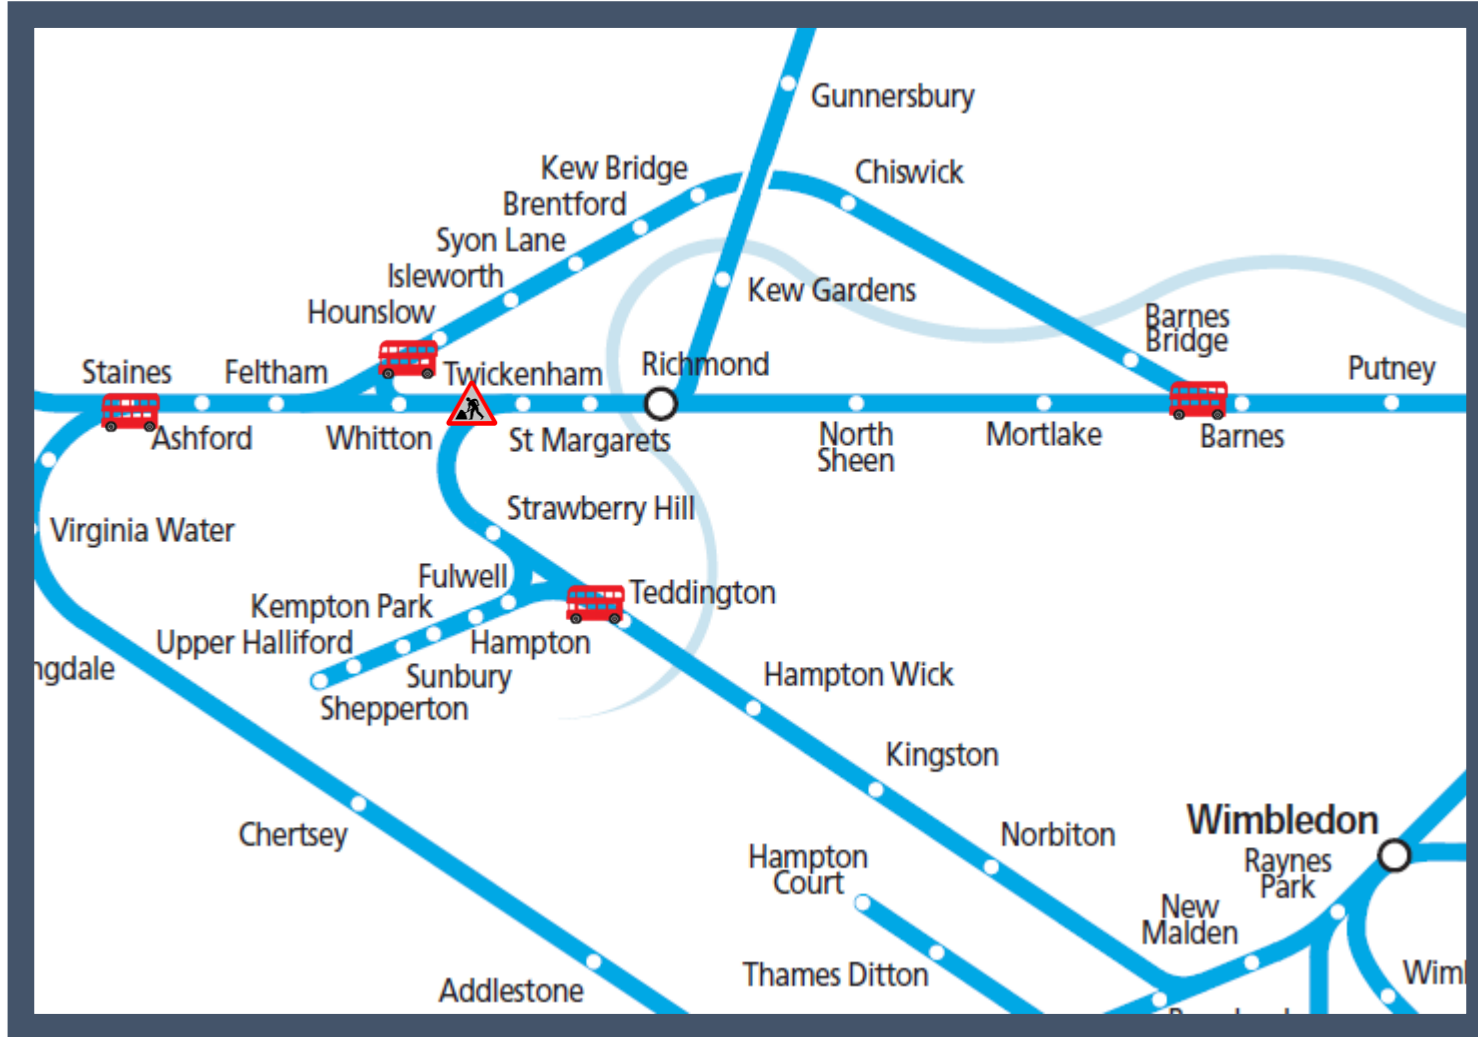 Gunnersbury
Kew Bridge
Chiswick
Brentford
Syon Lane
Isleworth
Kew Gardens
Hounslow
Barnes
Bridge
Staines
Feltham
Twickenham
Richmond
Putney
Ashford
Whitton
St Margarets
North
Sheen
Mortlake
Barnes
Strawberry Hill
Virginia Water
Fulwell
Teddington
Kempton Park
Upper Halliford
Hampton
ngdale
Sunbury
Hampton Wick
Shepperton
Kingston
Wimbledon
Chertsey
Norbiton
Hampton
Court
Raynes
Park
New
Malden
Thames Ditton
Wiml
Addlestone